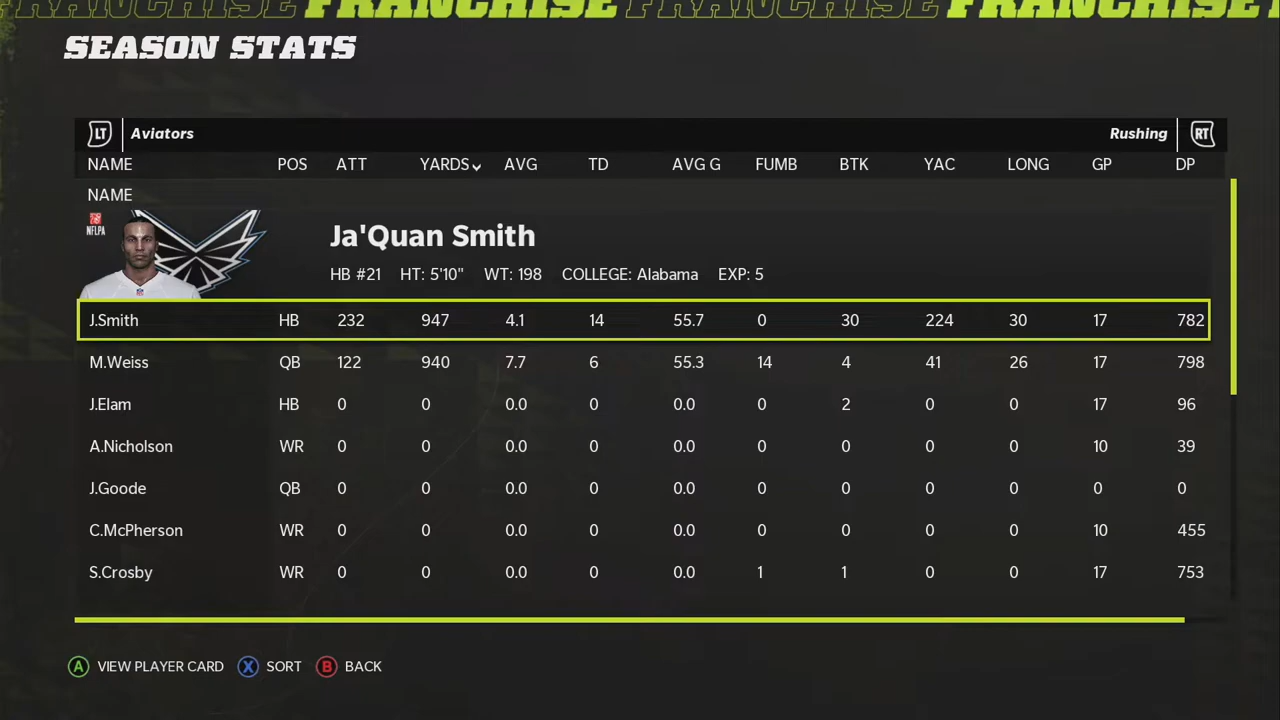 FRANCHISE FRANCHISE FRANCHISE FRANCHISE
SEASON STATS
LT Aviators Rushing RT
NAME POS ATT YARDS AVG TD AVG G FUMB BTK YAC LONG GP DP
NAME
NFLPA
Ja'Quan Smith
HB #21 HT: 5'10" WT: 198 COLLEGE: Alabama EXP: 5
J.Smith HB 232 947 4.1 14 55.7 0 30 224 30 17 782
M.Weiss QB 122 940 7.7 6 55.3 14 4 41 26 17 798
J.Elam HB 0 0 0.0 0 0.0 0 2 0 0 17 96
A.Nicholson WR 0 0 0.0 0 0.0 0 0 0 0 10 39
J.Goode QB 0 0 0.0 0 0.0 0 0 0 0 0 0
C.McPherson WR 0 0 0.0 0 0.0 0 0 0 0 10 455
S.Crosby WR 0 0 0.0 0 0.0 1 1 0 0 17 753
A VIEW PLAYER CARD X SORT B BACK